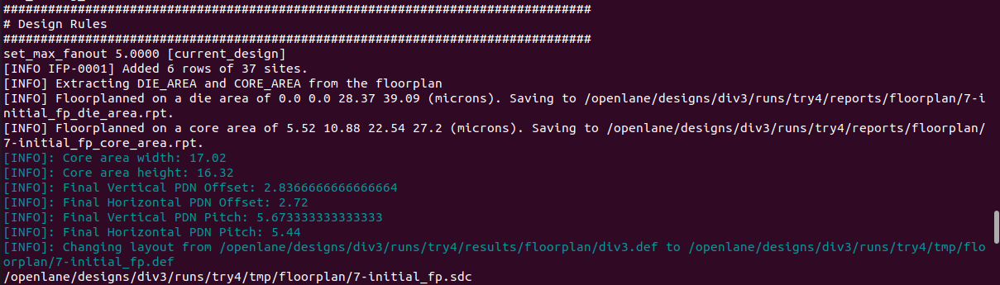 ###############################################################################
# Design Rules
###############################################################################
set_max_fanout 5.0000 [current_design]
[INFO IFP-0001] Added 6 rows of 37 sites.
[INFO] Extracting DIE_AREA and CORE_AREA from the floorplan
[INFO] Floorplanned on a die area of 0.0 0.0 28.37 39.09 (microns). Saving to /openlane/designs/div3/runs/try4/reports/floorplan/7-i
nitial_fp_die_area.rpt.
[INFO] Floorplanned on a core area of 5.52 10.88 22.54 27.2 (microns). Saving to /openlane/designs/div3/runs/try4/reports/floorplan/
7-initial_fp_core_area.rpt.
[INFO]: Core area width: 17.02
[INFO]: Core area height: 16.32
[INFO]: Final Vertical PDN Offset: 2.8366666666666664
[INFO]: Final Horizontal PDN Offset: 2.72
[INFO]: Final Vertical PDN Pitch: 5.673333333333333
[INFO]: Final Horizontal PDN Pitch: 5.44
[INFO]: Changing layout from /openlane/designs/div3/runs/try4/results/floorplan/div3.def to /openlane/designs/div3/runs/try4/tmp/flo
orplan/7-initial_fp.def
/openlane/designs/div3/runs/try4/tmp/floorplan/7-initial_fp.sdc